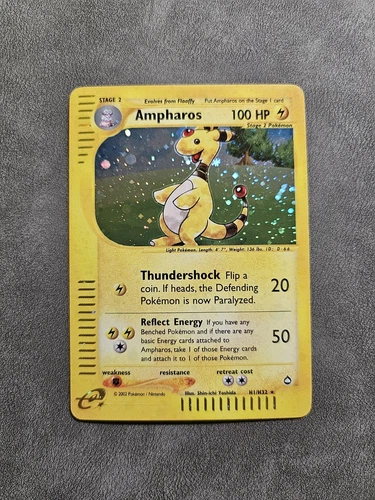 STAGE 2 Evolves from Flaaffy Put Ampharos on the Stage 1 card
Ampharos 100 HP
Stage 2 Pokémon
Light Pokémon. Length: 4' 7", Weight: 136 lbs.
Thundershock Flip a
coin. If heads, the Defending 20
Pokémon is now Paralyzed.
Reflect Energy If you have any
Benched Pokémon and if there are any
basic Energy cards attached to 50
Ampharos, take 1 of those Energy cards
and attach it to 1 of those Pokémon.
weakness resistance retreat cost
© 2002 Pokémon / Nintendo Illus. Shin-ichi Yoshida H1/H32